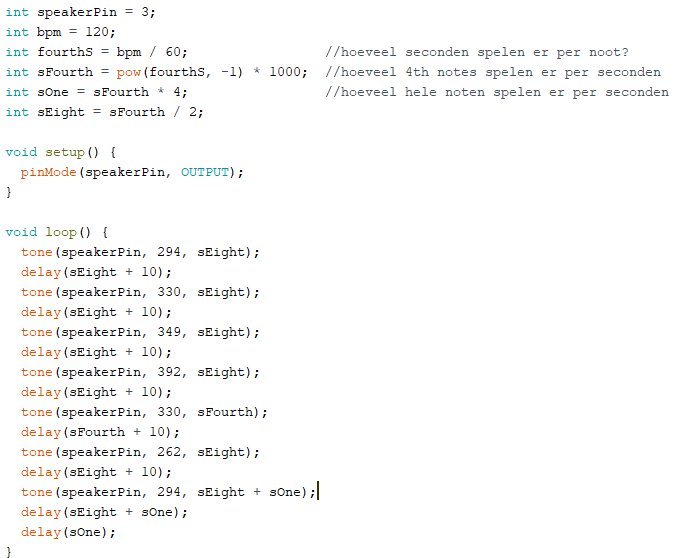 int speakerPin = 3;
int bpm = 120;
int fourthS = bpm / 60;                 //hoeveel seconden spelen er per noot?
int sFourth = pow(fourthS, -1) * 1000;  //hoeveel 4th notes spelen er per seconden
int sOne = sFourth * 4;                 //hoeveel hele noten spelen er per seconden
int sEight = sFourth / 2;

void setup() {
  pinMode(speakerPin, OUTPUT);
}

void loop() {
  tone(speakerPin, 294, sEight);
  delay(sEight + 10);
  tone(speakerPin, 330, sEight);
  delay(sEight + 10);
  tone(speakerPin, 349, sEight);
  delay(sEight + 10);
  tone(speakerPin, 392, sEight);
  delay(sEight + 10);
  tone(speakerPin, 330, sFourth);
  delay(sFourth + 10);
  tone(speakerPin, 262, sEight);
  delay(sEight + 10);
  tone(speakerPin, 294, sEight + sOne);
  delay(sEight + sOne);
  delay(sOne);
}